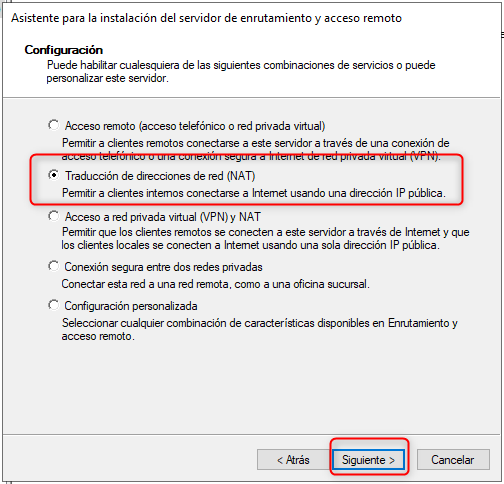 Asistente para la instalación del servidor de enrutamiento y acceso remoto
Configuración
Puede habilitar cualesquiera de las siguientes combinaciones de servicios o puede
personalizar este servidor.
Acceso remoto (acceso telefónico o red privada virtual)
Permitir a clientes remotos conectarse a este servidor a través de una conexión de
acceso telefónico o una conexión segura a Internet de red privada virtual (VPN).
Traducción de direcciones de red (NAT)
Permitir a clientes internos conectarse a Internet usando una dirección IP pública.
Acceso a red privada virtual (VPN) y NAT
Permitir que los clientes remotos se conecten a este servidor a través de Internet y que
los clientes locales se conecten a Internet usando una sola dirección IP pública.
Conexión segura entre dos redes privadas
Conectar esta red a una red remota, como a una oficina sucursal.
Configuración personalizada
Seleccionar cualquier combinación de características disponibles en Enrutamiento y
acceso remoto.
< Atrás
Siguiente >
Cancelar